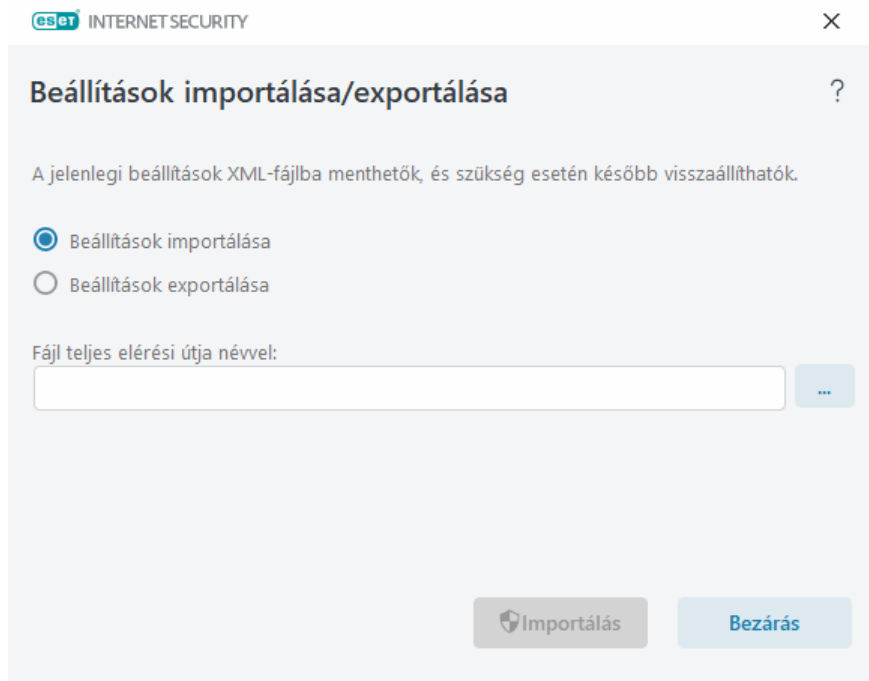 eset INTERNET SECURITY
Beállítások importálása/exportálása
?
A jelenlegi beállítások XML-fájlba menthetők, és szükség esetén később visszaállíthatók.
Beállítások importálása
Beállítások exportálása
Fájl teljes elérési útja névvel:
...
Importálás
Bezárás